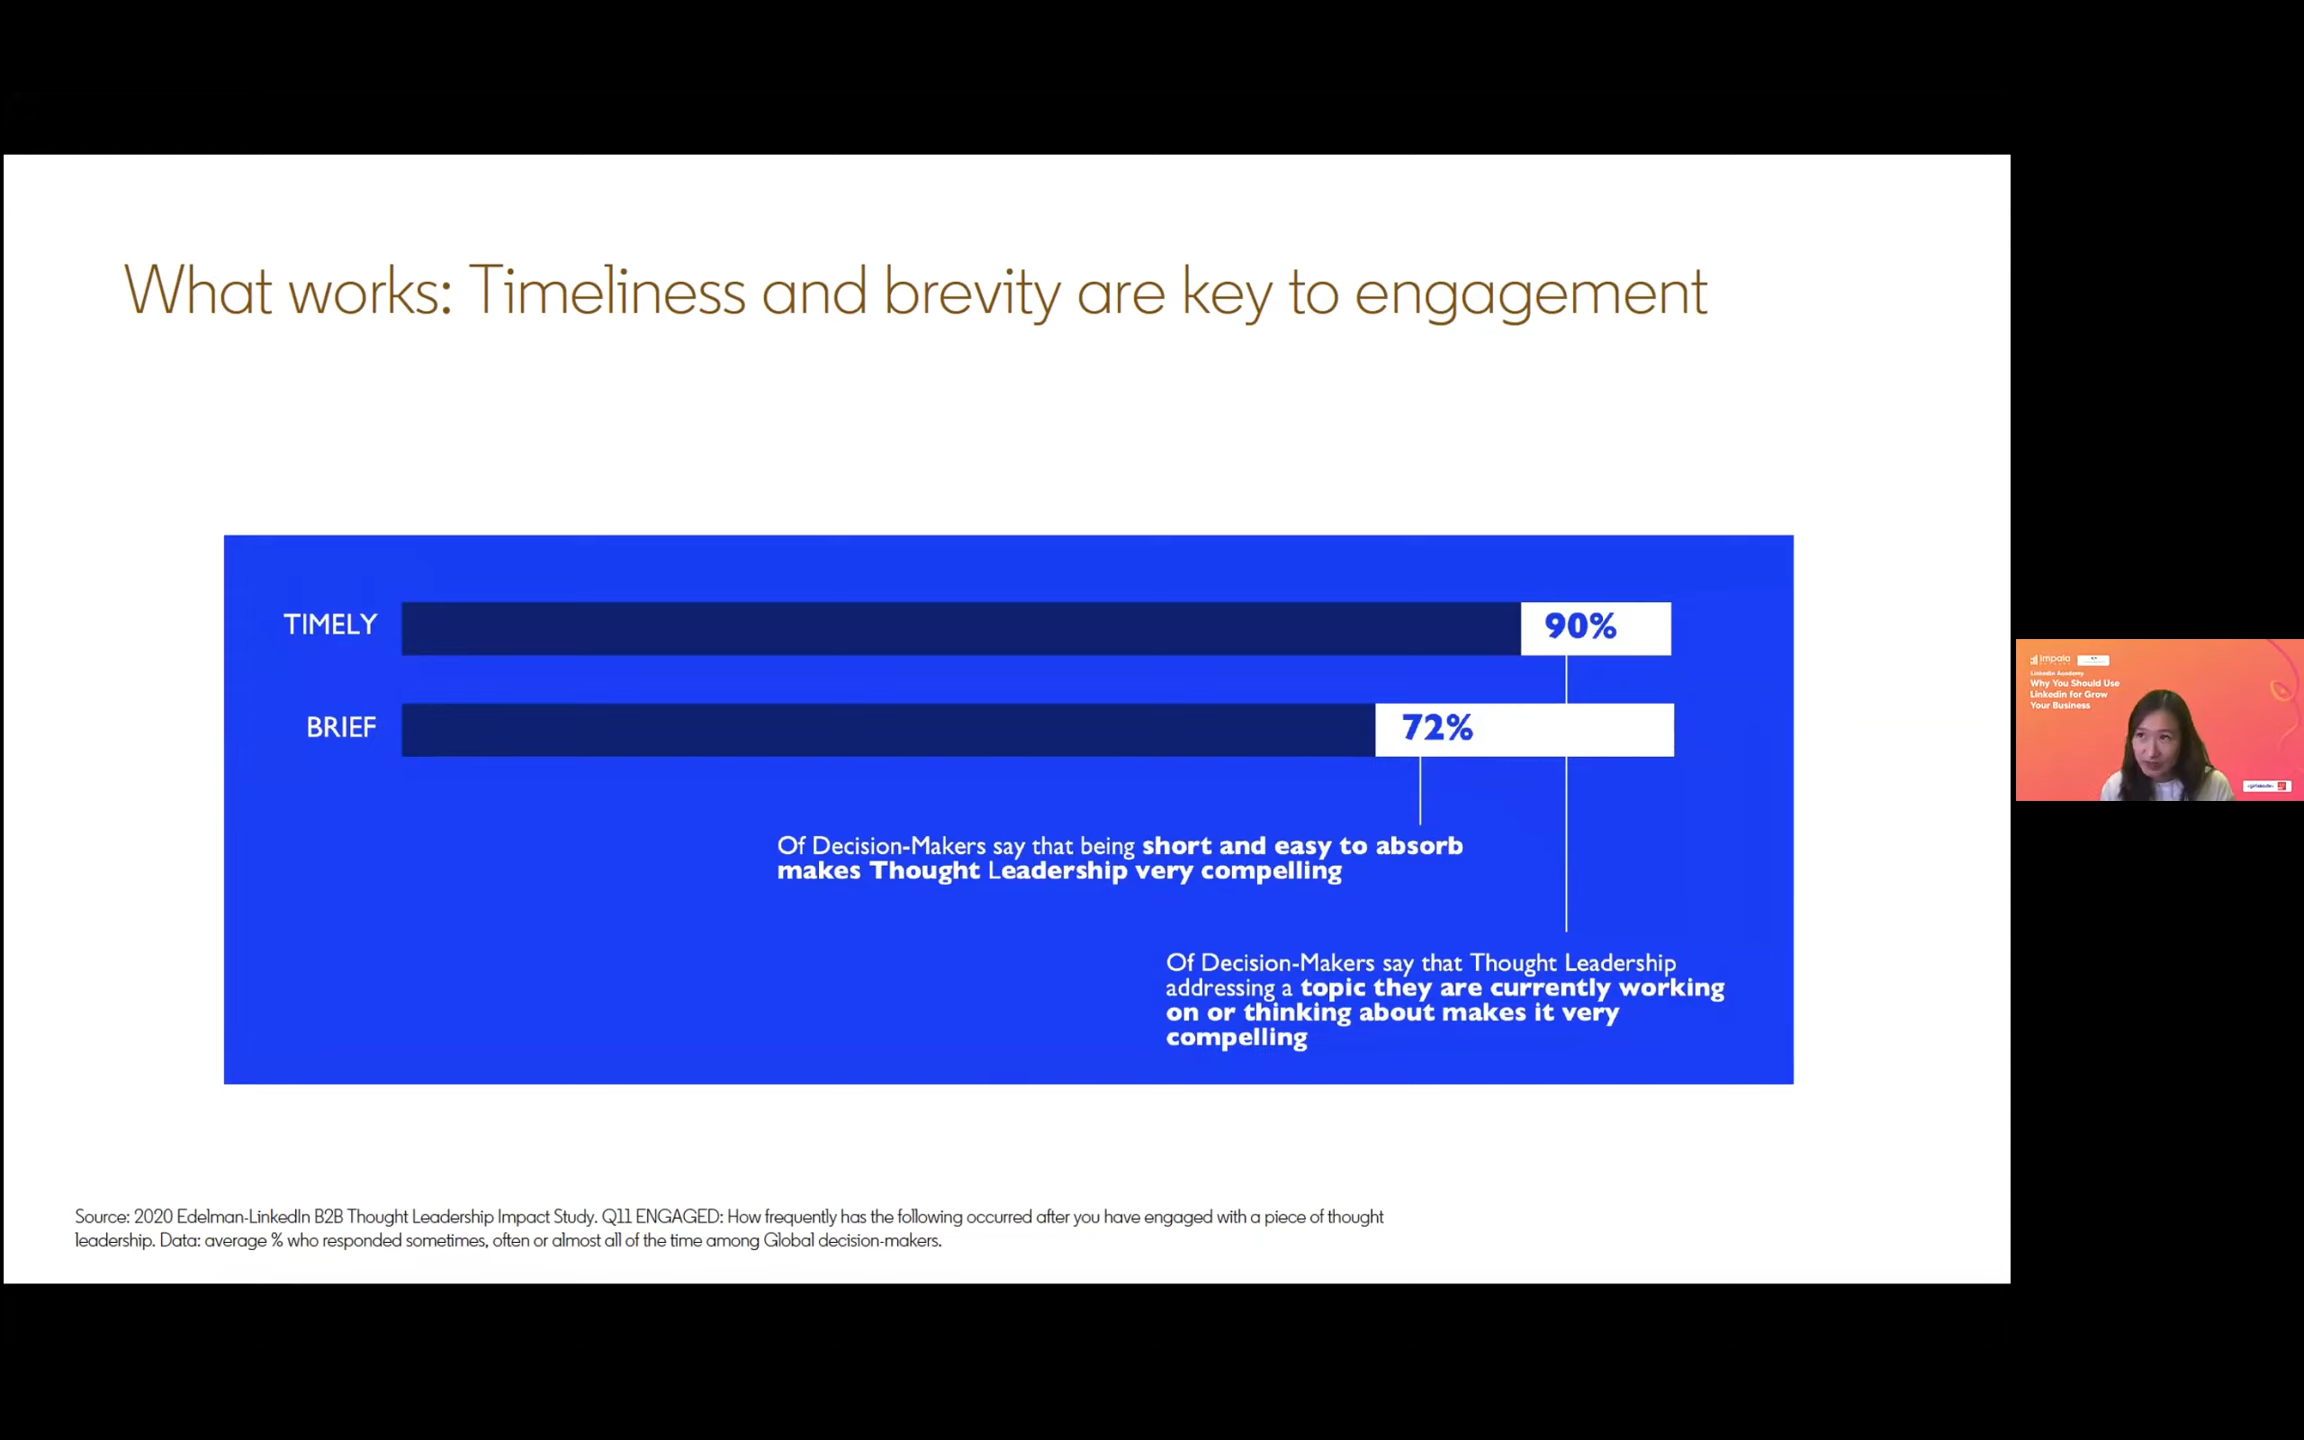 What works: Timeliness and brevity are key to engagement
TIMELY
90%
BRIEF
72%
Of Decision-Makers say that being short and easy to absorb
makes Thought Leadership very compelling
Of Decision-Makers say that Thought Leadership
addressing a topic they are currently working
on or thinking about makes it very
compelling
Source: 2020 Edelman-LinkedIn B2B Thought Leadership Impact Study. Q11 ENGAGED: How frequently has the following occurred after you have engaged with a piece of thought
leadership. Data: average % who responded sometimes, often or almost all of the time among Global decision-makers.
impala
LinkedIn Academy
Why You Should Use
Linkedin for Grow
Your Business